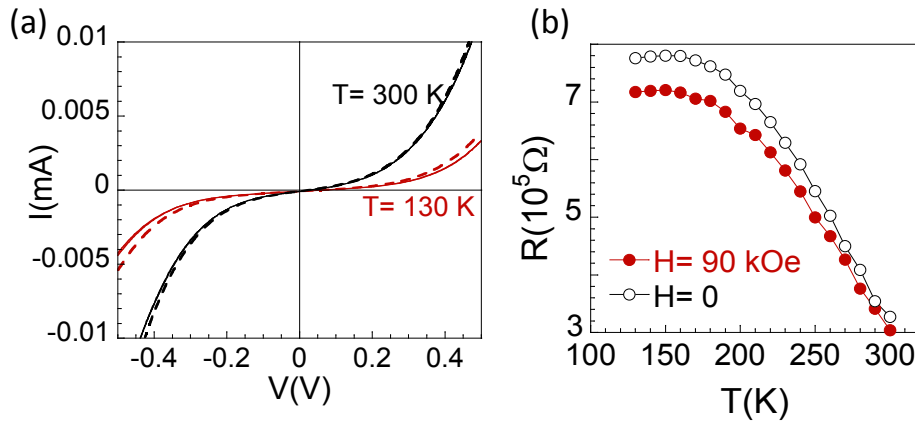 (a)
0.01
0.005
0
-0.005
-0.01
I(mA)
T= 300 K
T= 130 K
-0.4 -0.2 0 0.2 0.4
V(V)
(b)
7
5
3
R(10⁵Ω)
H= 90 kOe
H= 0
100 150 200 250 300
T(K)